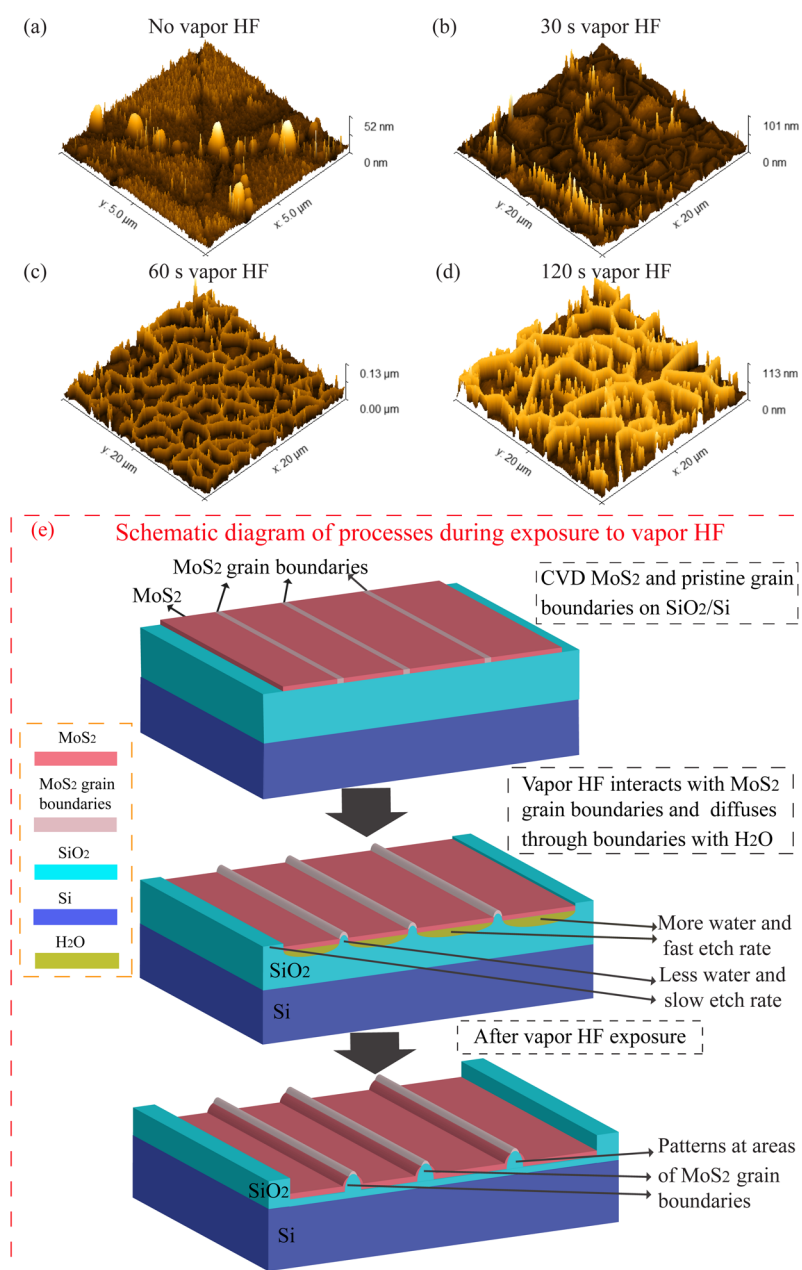 (a)
No vapor HF
52 nm
0 nm
y: 5.0 µm
x: 5.0 µm
(b)
30 s vapor HF
101 nm
0 nm
y: 20 µm
x: 20 µm
(c)
60 s vapor HF
0.13 µm
0.00 µm
y: 20 µm
x: 20 µm
(d)
120 s vapor HF
113 nm
0 nm
y: 20 µm
x: 20 µm
(e)
Schematic diagram of processes during exposure to vapor HF
MoS2 grain boundaries
MoS2
CVD MoS2 and pristine grain
boundaries on SiO2/Si
MoS2
MoS2 grain
boundaries
SiO2
Si
H2O
Vapor HF interacts with MoS2
grain boundaries and diffuses
through boundaries with H2O
SiO2
Si
More water and
fast etch rate
Less water and
slow etch rate
After vapor HF exposure
SiO2
Si
Patterns at areas
of MoS2 grain
boundaries